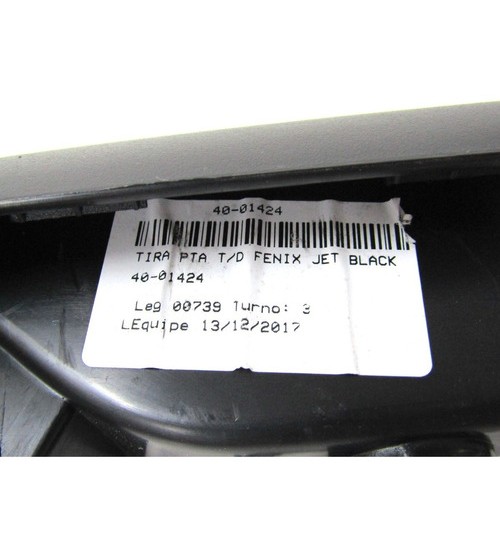 40-01424
TIRA PTA T/D FENIX JET BLACK
40-01424
Leg 00739 Turno: 3
LEquipe 13/12/2017